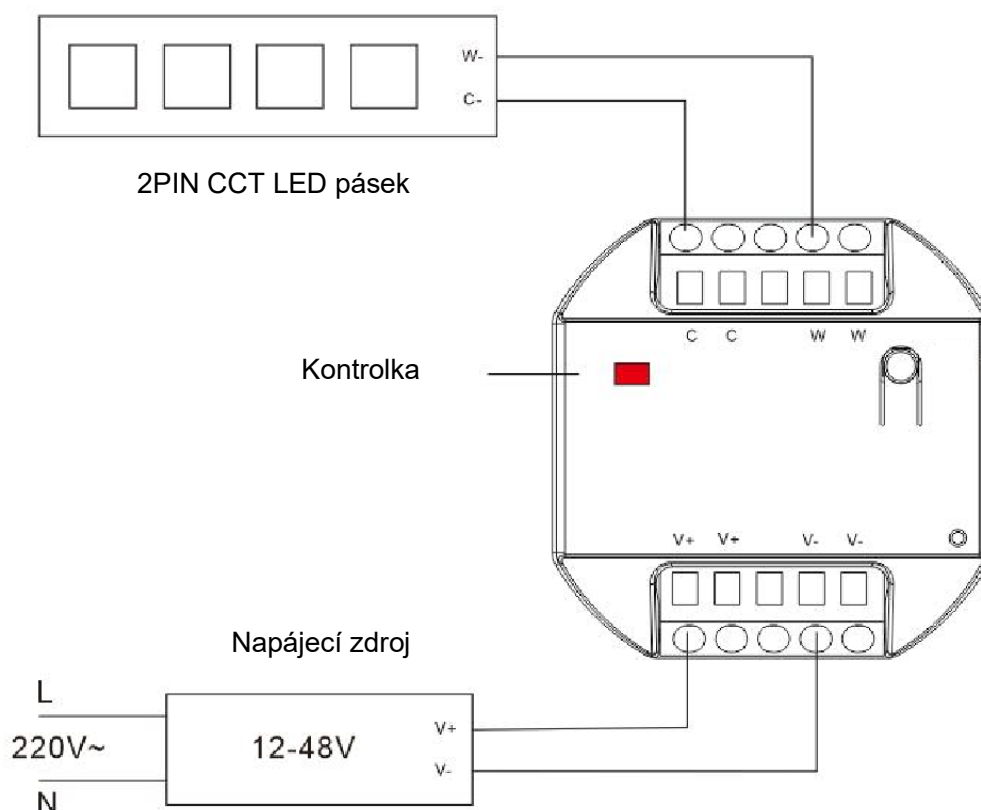 W-
C-
2PIN CCT LED pásek
C C W W
Kontrolka
V+ V+ V- V-
Napájecí zdroj
L
220V~
N
12-48V
V+
V-